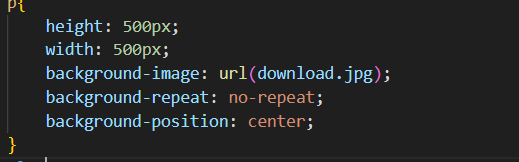 p{
height: 500px;
width: 500px;
background-image: url(download.jpg);
background-repeat: no-repeat;
background-position: center;
}